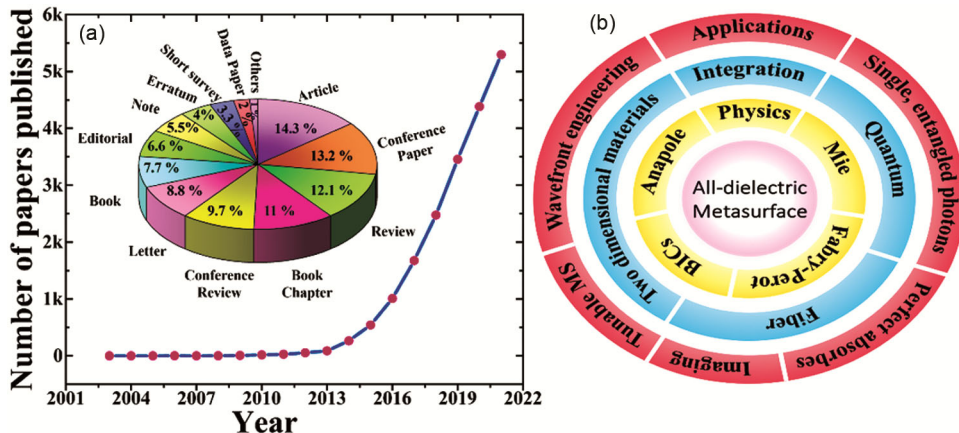 (a)
Number of papers published
6k
5k
4k
3k
2k
1k
0
2001
2004
2007
2010
2013
2016
2019
2022
Year
Article
14.3 %
Conference
Paper
13.2 %
Review
12.1 %
Book
Chapter
11 %
Conference
Review
9.7 %
Letter
8.8 %
Book
7.7 %
Editorial
6.6 %
Note
5.5%
Erratum
4%
Short survey
3.3 %
Data Paper
Others
(b)
Applications
Single, entangled photons
Perfect absorbes
Imaging
Tunable MS
Wavefront engineering
Integration
Quantum
Fiber
Two dimensional materials
Physics
Mie
Fabry-Perot
BICs
Anapole
All-dielectric
Metasurface